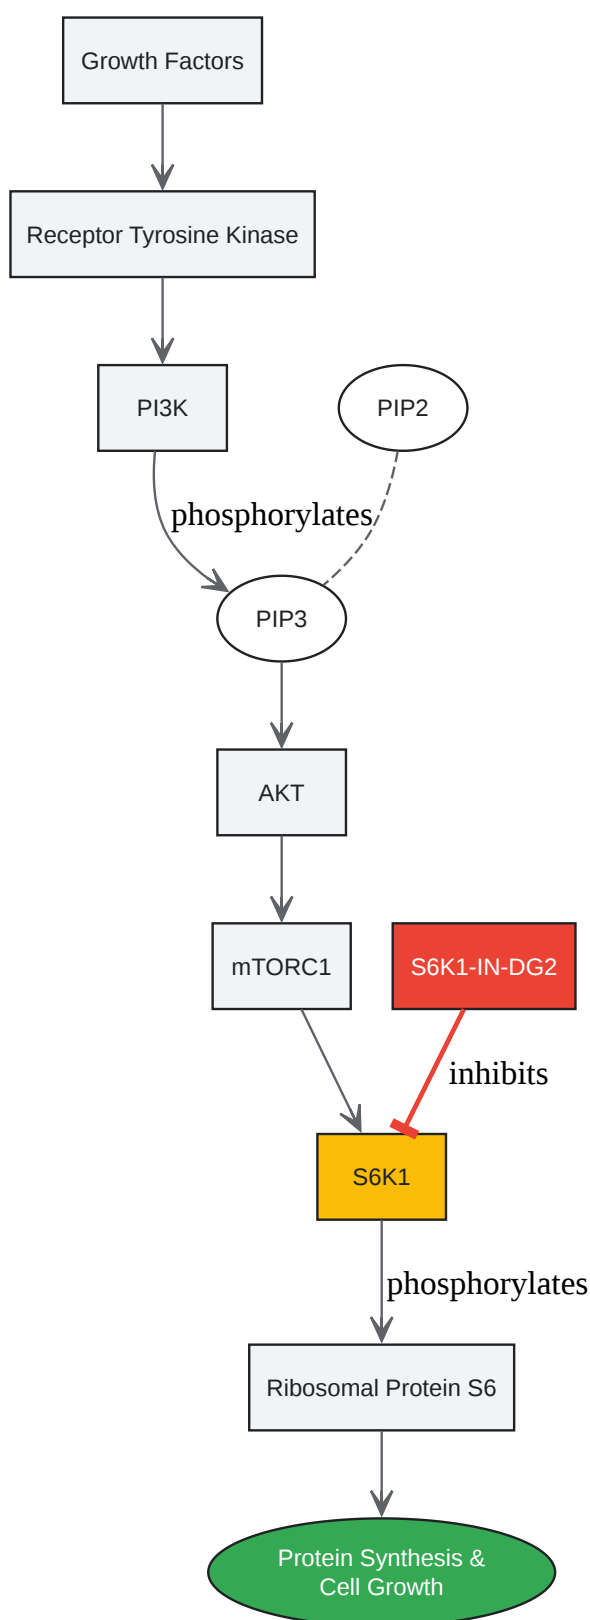 Growth Factors
Receptor Tyrosine Kinase
PI3K
PIP2
phosphorylates
PIP3
AKT
mTORC1
S6K1-IN-DG2
inhibits
S6K1
phosphorylates
Ribosomal Protein S6
Protein Synthesis &
Cell Growth